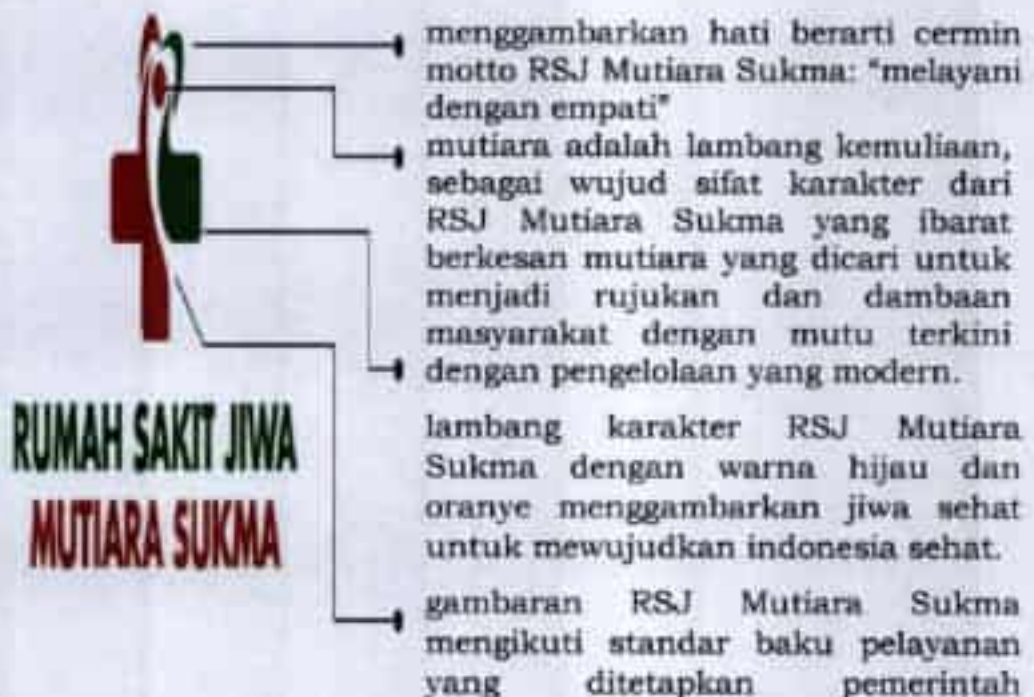 menggambarkan hati berarti cermin
motto RSJ Mutiara Sukma: "melayani
dengan empati"
mutiara adalah lambang kemuliaan,
sebagai wujud sifat karakter dari
RSJ Mutiara Sukma yang ibarat
berkesan mutiara yang dicari untuk
menjadi rujukan dan dambaan
masyarakat dengan mutu terkini
dengan pengelolaan yang modern.
RUMAH SAKIT JIWA
MUTIARA SUKMA
lambang karakter RSJ Mutiara
Sukma dengan warna hijau dan
oranye menggambarkan jiwa sehat
untuk mewujudkan indonesia sehat.
gambaran RSJ Mutiara Sukma
mengikuti standar baku pelayanan
yang ditetapkan pemerintah